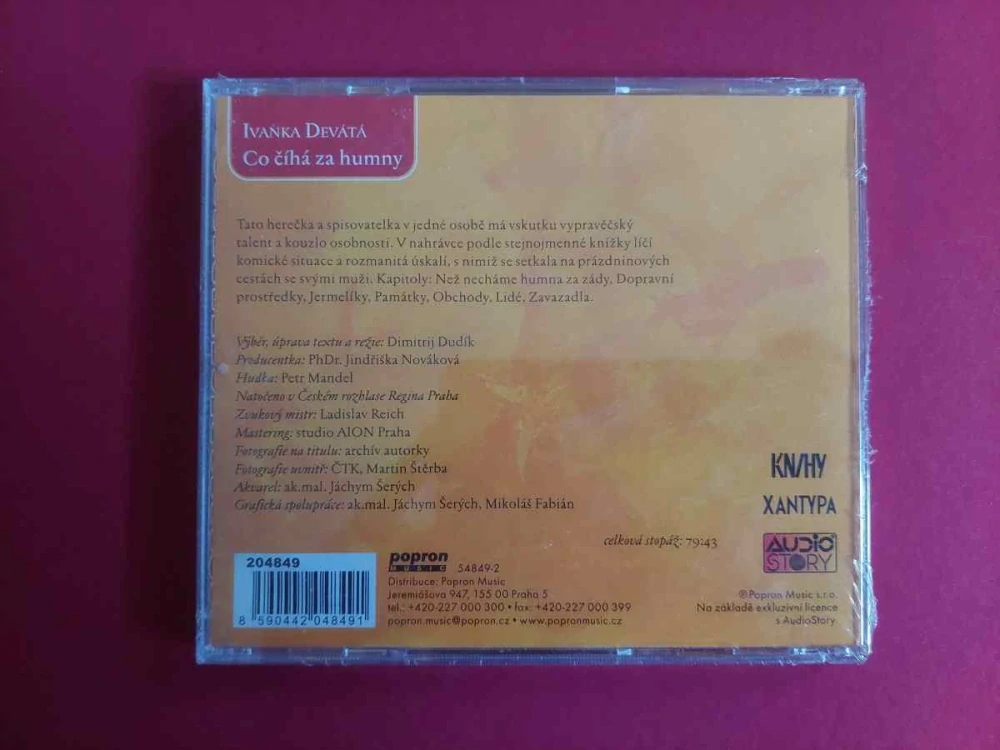 Ivaňka Devátá
Co číhá za humny
Tato herečka a spisovatelka v jedné osobě má vskutku vypravěčský
talent a kouzlo osobnosti. V nahrávce podle stejnojmenné knížky líčí
komické situace a rozmanitá úskalí, s nimiž se setkala na prázdninových
cestách se svými muži. Kapitoly: Než necháme humna za zády, Dopravní
prostředky, Jermelíky, Památky, Obchody, Lidé, Zavazadla.
Výběr, úprava textu a režie: Dimitrij Dudík
Producentka: PhDr. Jindřiška Nováková
Hudba: Petr Mandel
Natočeno v Českém rozhlase Regina Praha
Zvukový mistr: Ladislav Reich
Mastering: studio AION Praha
Fotografie na titulu: archív autorky
Fotografie uvnitř: ČTK, Martin Štěrba
Akvarel: ak.mal. Jáchym Šerých
Grafická spolupráce: ak.mal. Jáchym Šerých, Mikoláš Fabián
KNIHY
XANTYPA
celková stopáž: 79:43
AUDIO
STORY
204849
8 590442 048491
popron
MUSIC 54849-2
Distribuce: Popron Music
Jeremiášova 947, 155 00 Praha 5
tel.: +420-227 000 300 • fax: +420-227 000 399
popron.music@popron.cz • www.popronmusic.cz
℗ Popron Music s.r.o.
Na základě exkluzivní licence
s AudioStory.